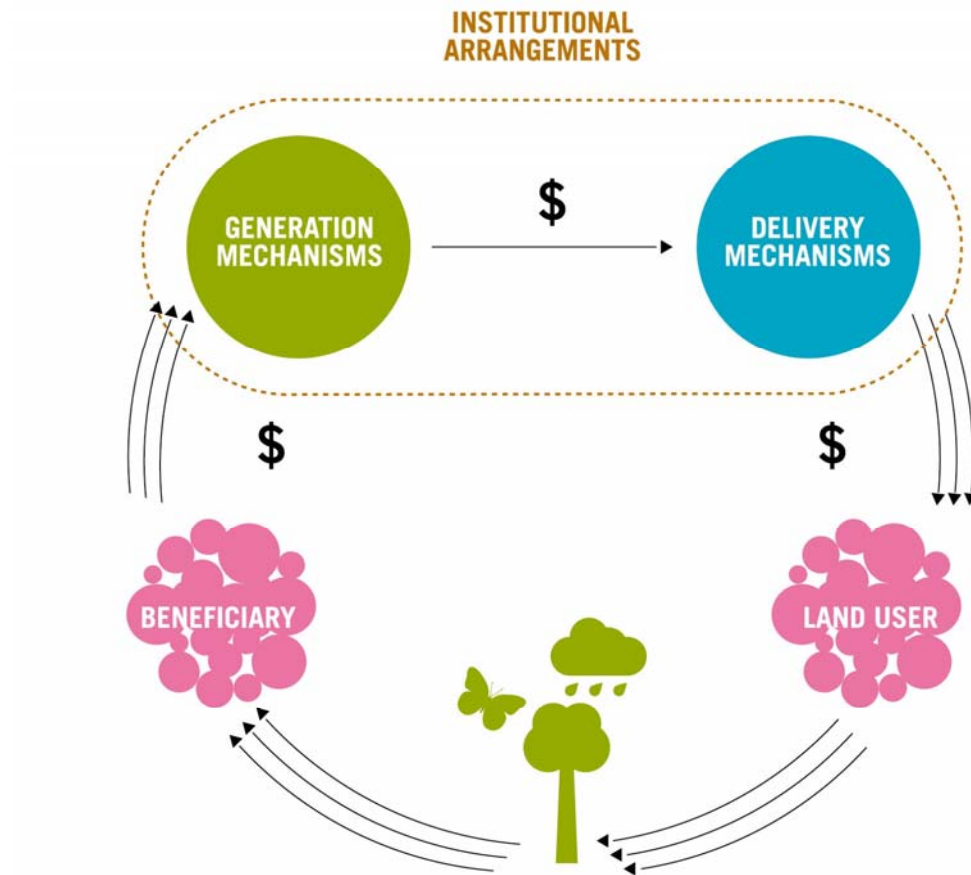 INSTITUTIONAL
ARRANGEMENTS
$
GENERATION
MECHANISMS
DELIVERY
MECHANISMS
$
$
BENEFICIARY
LAND USER